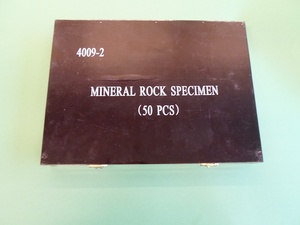 4009-2
MINERAL ROCK SPECIMEN
(50 PCS)